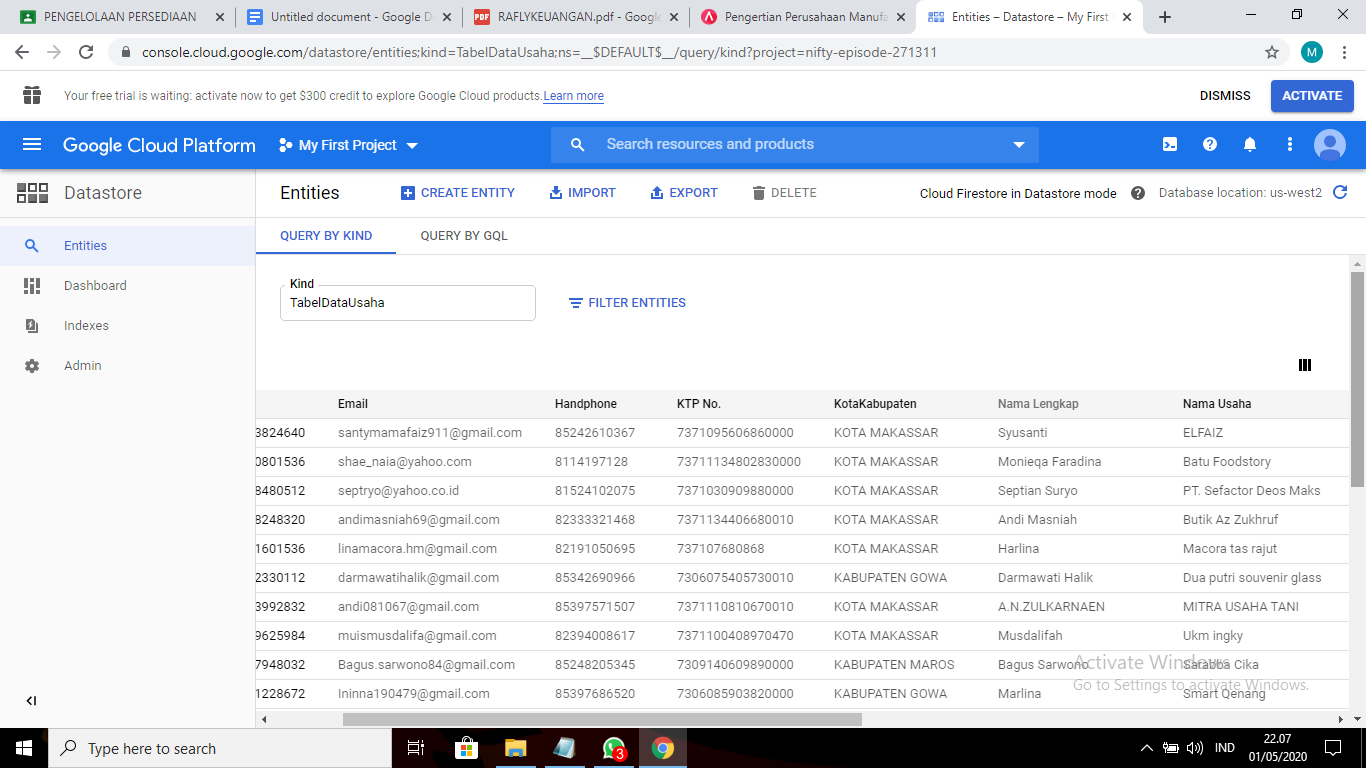 PENGELOLAAN PERSEDIAAN
Untitled document - Google D
RAFLYKEUANGAN.pdf - Google
Pengertian Perusahaan Manufa
Entities – Datastore – My First
console.cloud.google.com/datastore/entities;kind=TabelDataUsaha;ns=__$DEFAULT$__/query/kind?project=nifty-episode-271311
M
Your free trial is waiting: activate now to get $300 credit to explore Google Cloud products. Learn more
DISMISS
ACTIVATE
Google Cloud Platform
My First Project
Search resources and products
Datastore
Entities
CREATE ENTITY
IMPORT
EXPORT
DELETE
Cloud Firestore in Datastore mode
Database location: us-west2
Entities
Dashboard
Indexes
Admin
QUERY BY KIND
QUERY BY GQL
Kind
TabelDataUsaha
FILTER ENTITIES
Email Handphone KTP No. KotaKabupaten Nama Lengkap Nama Usaha
3824640 santymamafaiz911@gmail.com 85242610367 7371095606860000 KOTA MAKASSAR Syusanti ELFAIZ
0801536 shae_naia@yahoo.com 8114197128 73711134802830000 KOTA MAKASSAR Monieqa Faradina Batu Foodstory
8480512 septryo@yahoo.co.id 81524102075 7371030909880000 KOTA MAKASSAR Septian Suryo PT. Sefactor Deos Maks
8248320 andimasniah69@gmail.com 82333321468 7371134406680010 KOTA MAKASSAR Andi Masniah Butik Az Zukhruf
1601536 linamacora.hm@gmail.com 82191050695 737107680868 KOTA MAKASSAR Harlina Macora tas rajut
2330112 darmawatihalik@gmail.com 85342690966 7306075405730010 KABUPATEN GOWA Darmawati Halik Dua putri souvenir glass
3992832 andi081067@gmail.com 85397571507 7371110810670010 KOTA MAKASSAR A.N.ZULKARNAEN MITRA USAHA TANI
9625984 muismusdalifa@gmail.com 82394008617 7371100408970470 KOTA MAKASSAR Musdalifah Ukm ingky
7948032 Bagus.sarwono84@gmail.com 85248205345 7309140609890000 KABUPATEN MAROS Bagus Sarwono Sarabba Cika
1228672 Ininna190479@gmail.com 85397686520 7306085903820000 KABUPATEN GOWA Marlina Smart Qenang
Activate Windows
Go to Settings to activate Windows.
Type here to search
3
IND
22.07
01/05/2020